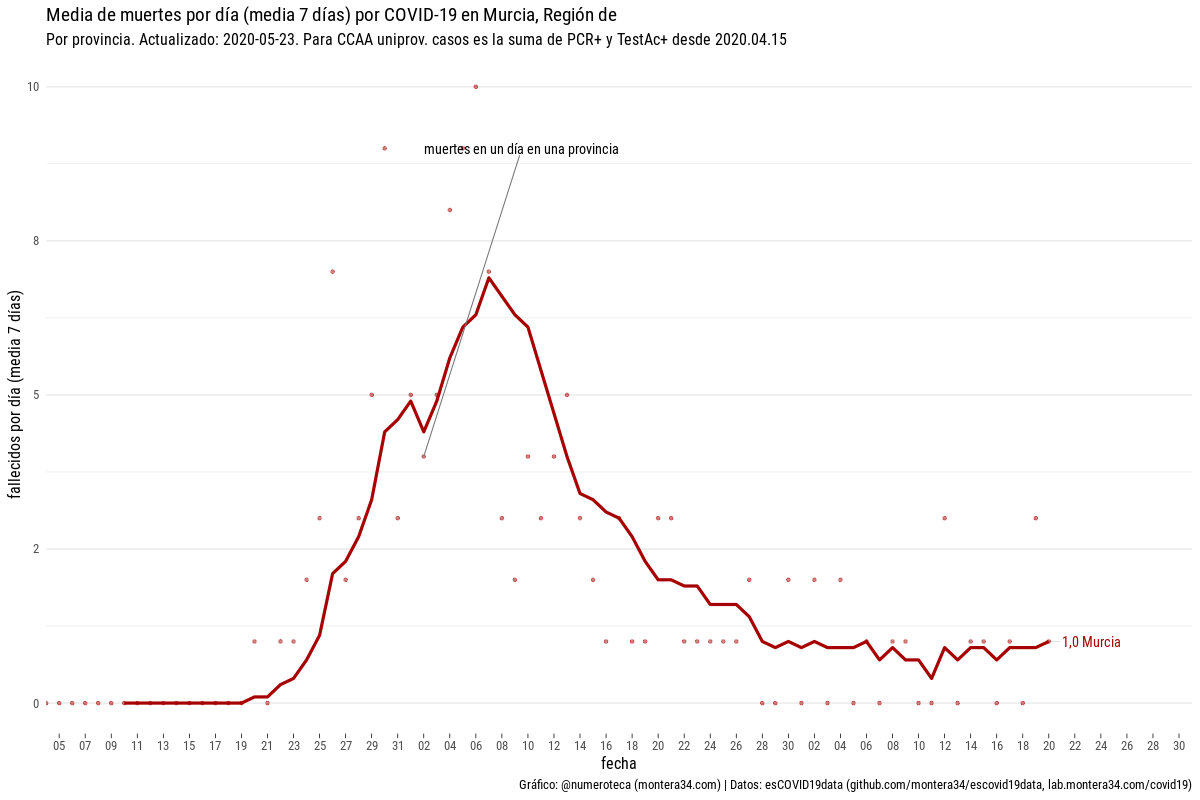 Media de muertes por día (media 7 días) por COVID-19 en Murcia, Región de
Por provincia. Actualizado: 2020-05-23. Para CCAA uniprov. casos es la suma de PCR+ y TestAc+ desde 2020.04.15
10
8
5
2
0
fallecidos por día (media 7 días)
muertes en un día en una provincia
1,0 Murcia
05 07 09 11 13 15 17 19 21 23 25 27 29 31 02 04 06 08 10 12 14 16 18 20 22 24 26 28 30 02 04 06 08 10 12 14 16 18 20 22 24 26 28 30
fecha
Gráfico: @numeroteca (montera34.com) | Datos: esCOVID19data (github.com/montera34/escovid19data, lab.montera34.com/covid19)